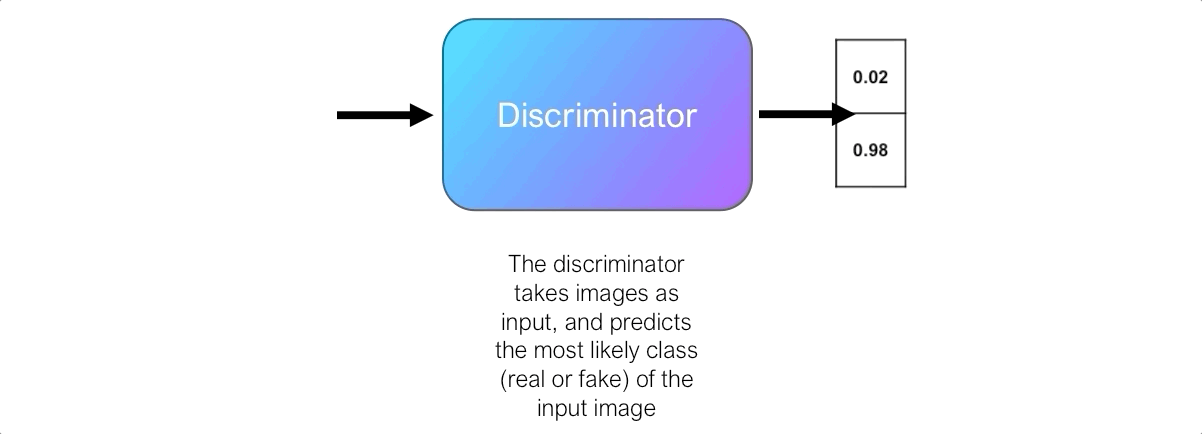 Discriminator
0.02
0.98
The discriminator
takes images as
input, and predicts
the most likely class
(real or fake) of the
input image